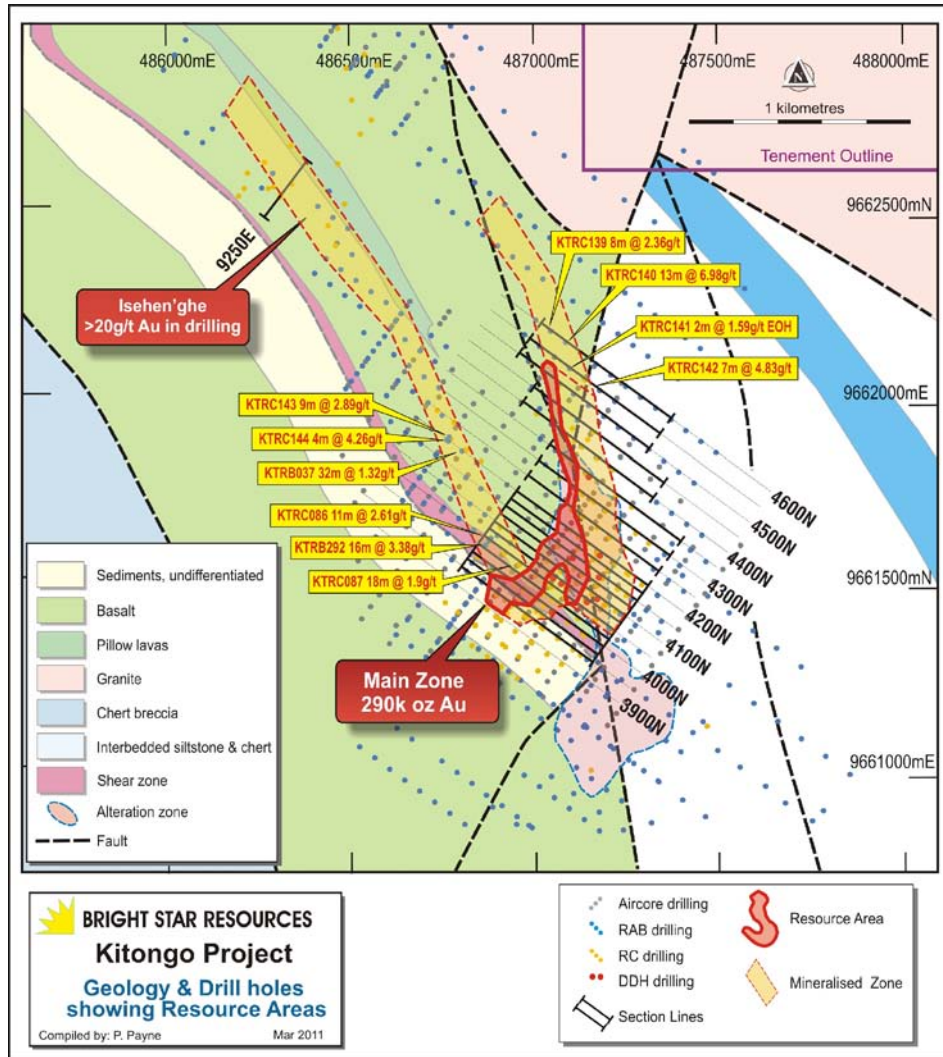 486000mE
486500mE
487000mE
487500mE
488000mE
N
1 kilometres
Tenement Outline
9662500mN
9250E
KTRC139 8m @ 2.36g/t
KTRC140 13m @ 6.98g/t
Isehen'ghe
>20g/t Au in drilling
KTRC141 2m @ 1.59g/t EOH
KTRC142 7m @ 4.83g/t
9662000mE
KTRC143 9m @ 2.89g/t
KTRC144 4m @ 4.26g/t
KTRB037 32m @ 1.32g/t
KTRC086 11m @ 2.61g/t
KTRB292 16m @ 3.38g/t
KTRC087 18m @ 1.9g/t
4600N
4500N
4400N
4300N
4200N
4100N
4000N
3900N
9661500mN
Main Zone
290k oz Au
9661000mE
Sediments, undifferentiated
Basalt
Pillow lavas
Granite
Chert breccia
Interbedded siltstone & chert
Shear zone
Alteration zone
Fault
BRIGHT STAR RESOURCES
Kitongo Project
Geology & Drill holes
showing Resource Areas
Compiled by: P. Payne Mar 2011
Aircore drilling
RAB drilling
RC drilling
DDH drilling
Section Lines
Resource Area
Mineralised Zone